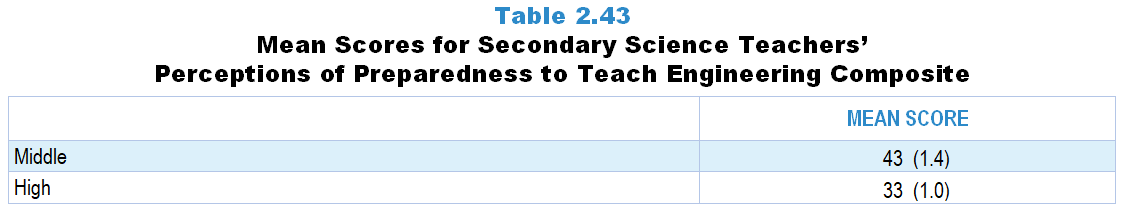 Table 2.43
Mean Scores for Secondary Science Teachers’
Perceptions of Preparedness to Teach Engineering Composite
MEAN SCORE
Middle 43 (1.4)
High 33 (1.0)